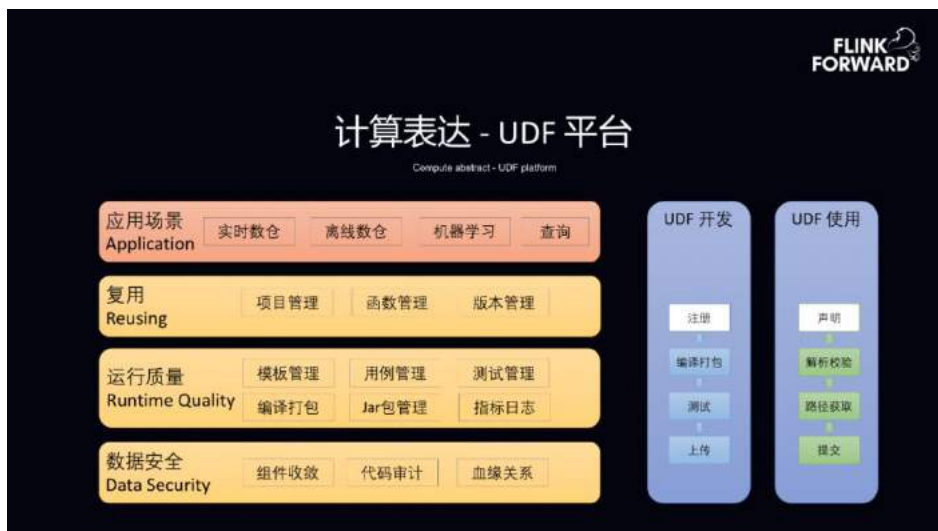 FLINK
FORWARD
计算表达 - UDF 平台
Compute abstract - UDF platform
应用场景
Application
实时数仓
离线数仓
机器学习
查询
复用
Reusing
项目管理
函数管理
版本管理
运行质量
Runtime Quality
模板管理
用例管理
测试管理
编译打包
Jar包管理
指标日志
数据安全
Data Security
组件收敛
代码审计
血缘关系
UDF 开发
注册
编译打包
测试
上传
UDF 使用
声明
解析校验
路径获取
提交